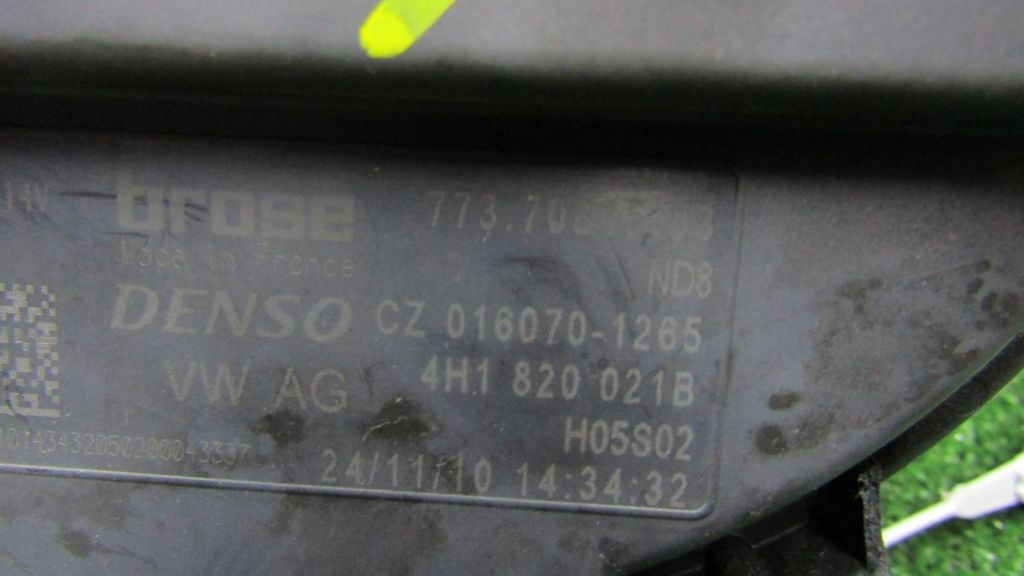 14V brose
Made in France
ND8
DENSO CZ 016070-1265
VW AG 4H1 820 021B
H05S02
24/11/10 14:34:32